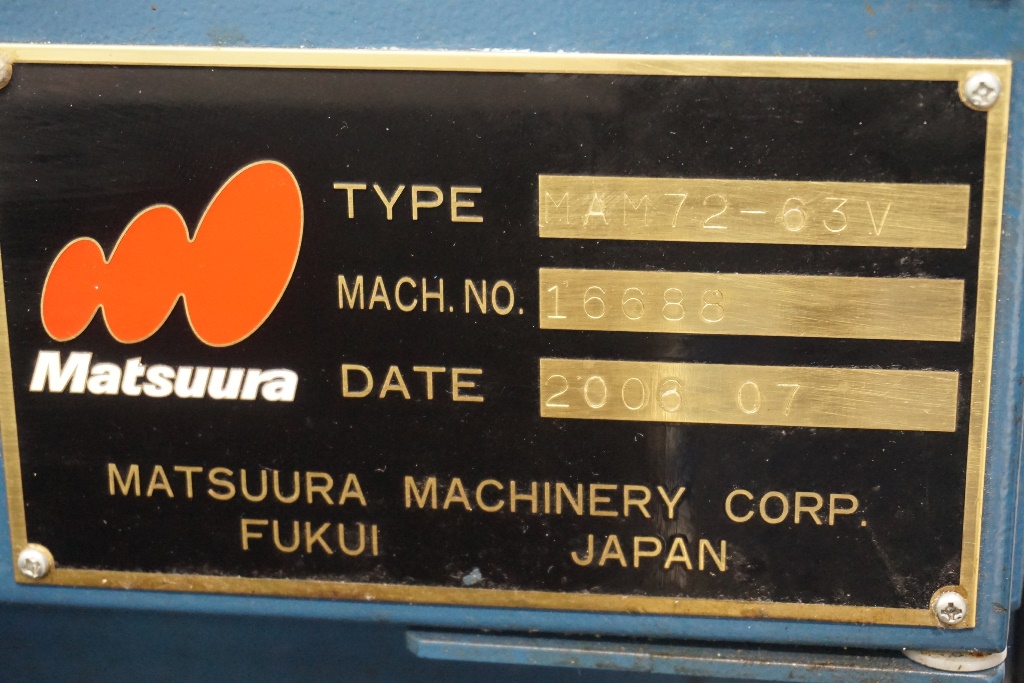 TYPE MAM72-63V
MACH. NO. 16688
DATE 2006 07
Matsuura
MATSUURA MACHINERY CORP.
FUKUI JAPAN